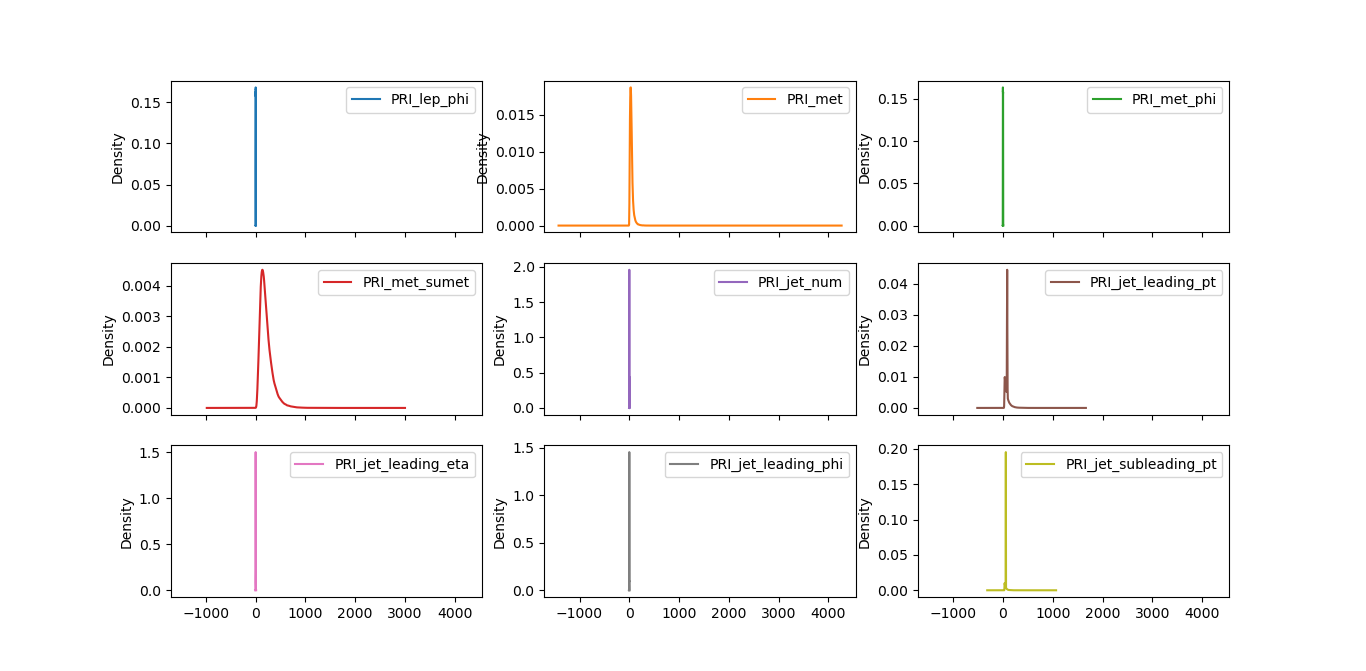 PRI_lep_phi
Density
0.15
0.10
0.05
0.00
PRI_met
Density
0.015
0.010
0.005
0.000
PRI_met_phi
Density
0.15
0.10
0.05
0.00
PRI_met_sumet
Density
0.004
0.003
0.002
0.001
0.000
PRI_jet_num
Density
2.0
1.5
1.0
0.5
0.0
PRI_jet_leading_pt
Density
0.04
0.03
0.02
0.01
0.00
PRI_jet_leading_eta
Density
1.5
1.0
0.5
0.0
−1000 0 1000 2000 3000 4000
PRI_jet_leading_phi
Density
1.5
1.0
0.5
0.0
−1000 0 1000 2000 3000 4000
PRI_jet_subleading_pt
Density
0.20
0.15
0.10
0.05
0.00
−1000 0 1000 2000 3000 4000